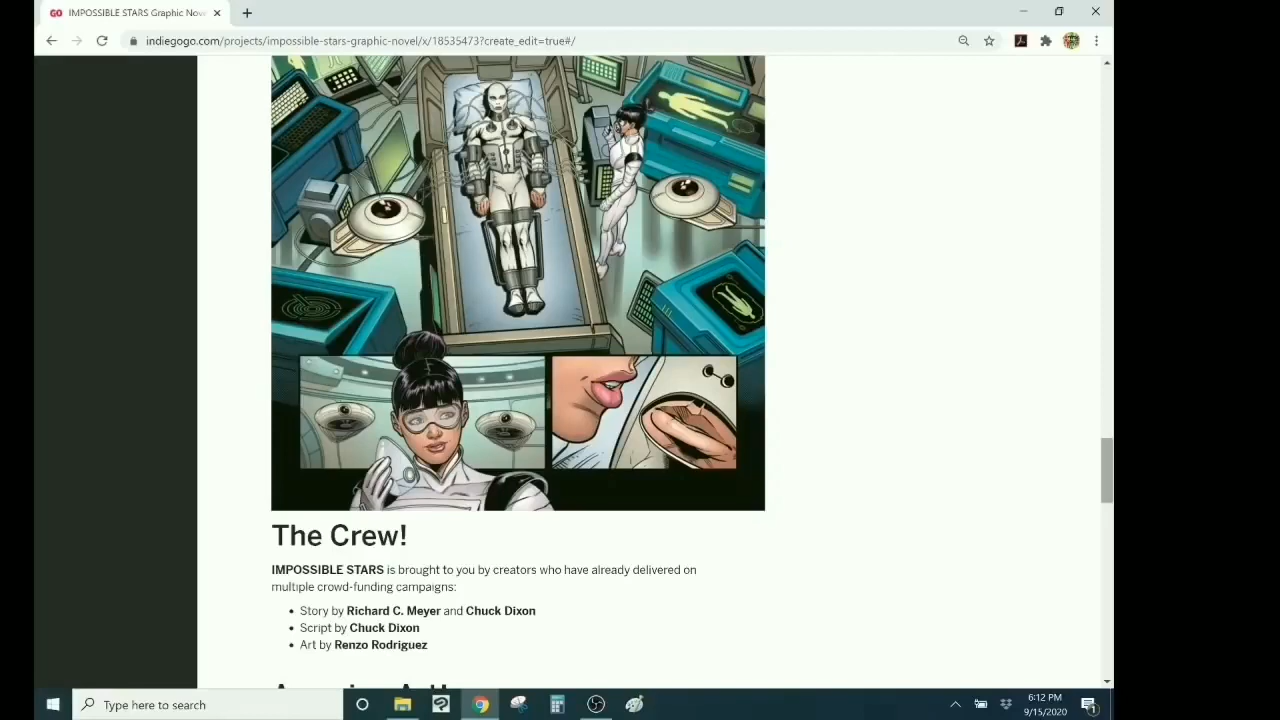 IMPOSSIBLE STARS Graphic Nov
indiegogo.com/projects/impossible-stars-graphic-novel/x/18535473?create_edit=true#/
The Crew!
IMPOSSIBLE STARS is brought to you by creators who have already delivered on
multiple crowd-funding campaigns:
• Story by Richard C. Meyer and Chuck Dixon
• Script by Chuck Dixon
• Art by Renzo Rodriguez
Type here to search
6:12 PM
9/15/2020